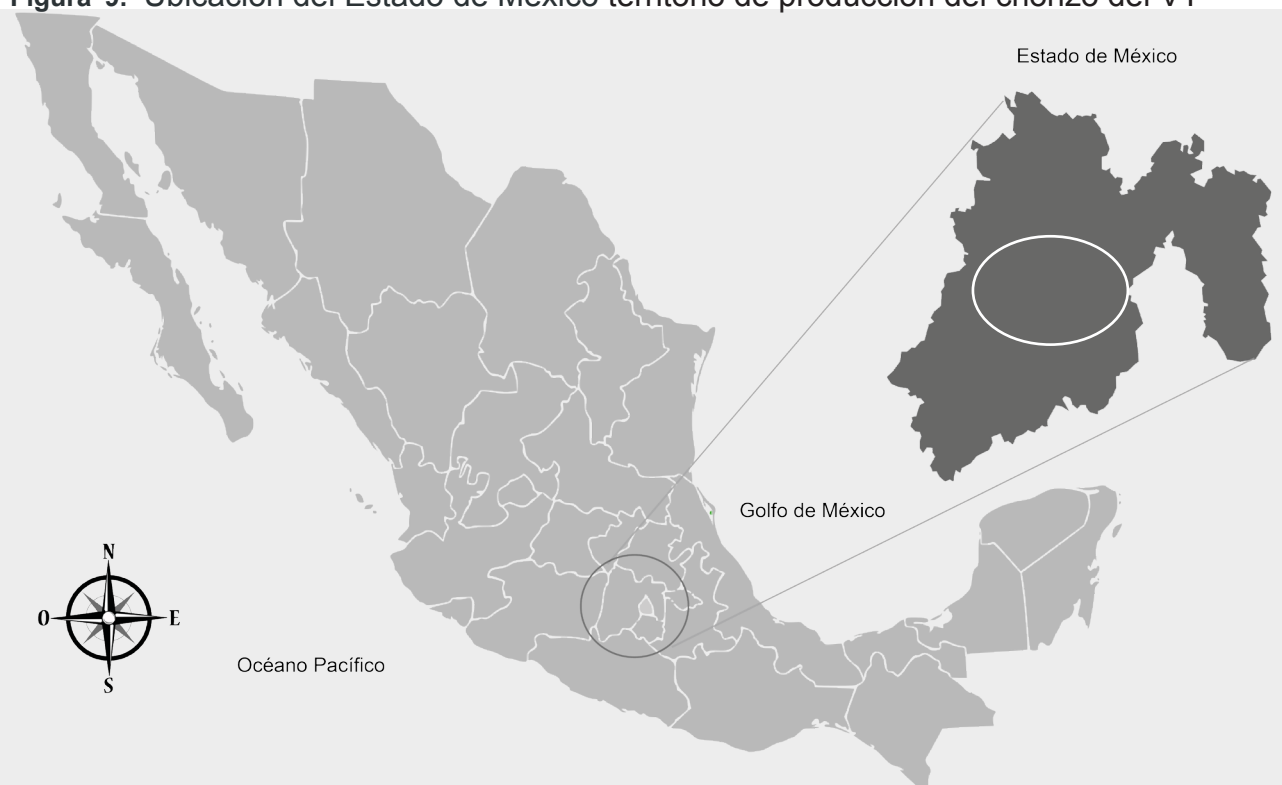 Figura 9. Ubicación del Estado de México territorio de producción del chorizo del VT
Estado de México
Golfo de México
N
O
E
S
Océano Pacífico